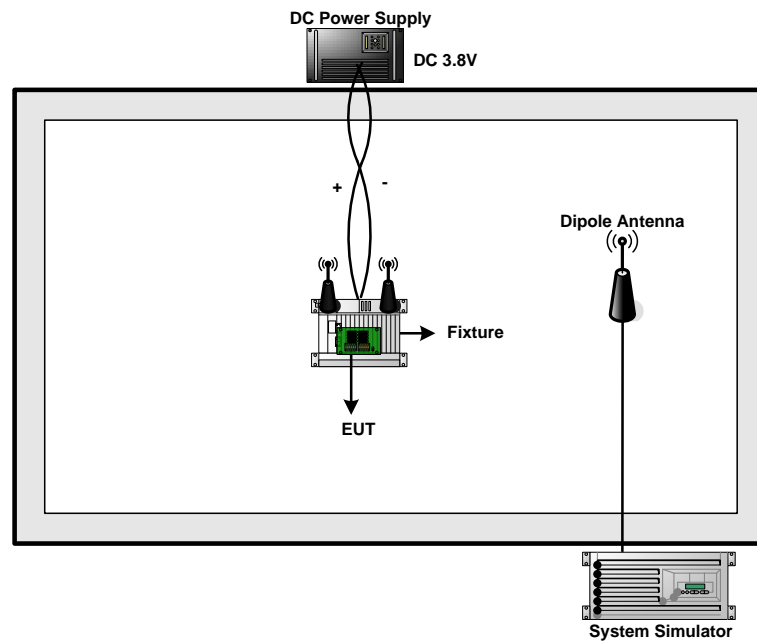 DC Power Supply
DC 3.8V
+ -
Dipole Antenna
Fixture
EUT
System Simulator